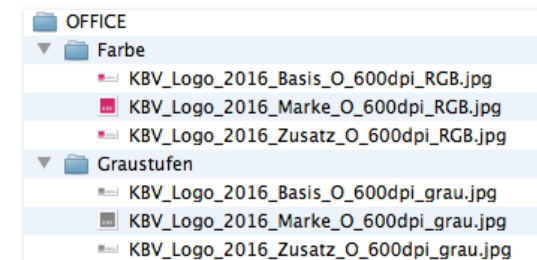 OFFICE
Farbe
KBV_Logo_2016_Basis_O_600dpi_RGB.jpg
KBV_Logo_2016_Marke_O_600dpi_RGB.jpg
KBV_Logo_2016_Zusatz_O_600dpi_RGB.jpg
Graustufen
KBV_Logo_2016_Basis_O_600dpi_grau.jpg
KBV_Logo_2016_Marke_O_600dpi_grau.jpg
KBV_Logo_2016_Zusatz_O_600dpi_grau.jpg